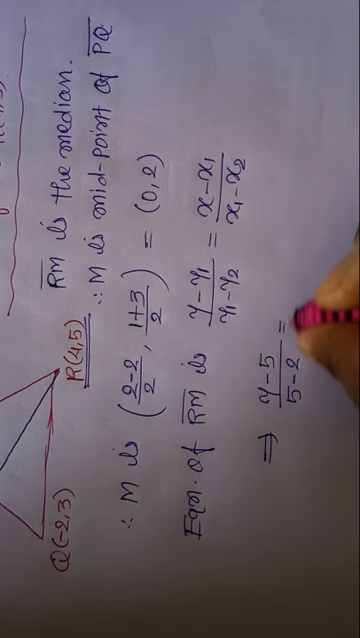 Q(-2,3)
R(4,5)
RM is the median.
∴ M is mid-point of PQ
∴ M is (2-2/2, 1+3/2) = (0,2)
Eqn. of RM is y-y₁/y₁-y₂ = x-x₁/x₁-x₂
⇒ y-5/5-2 =